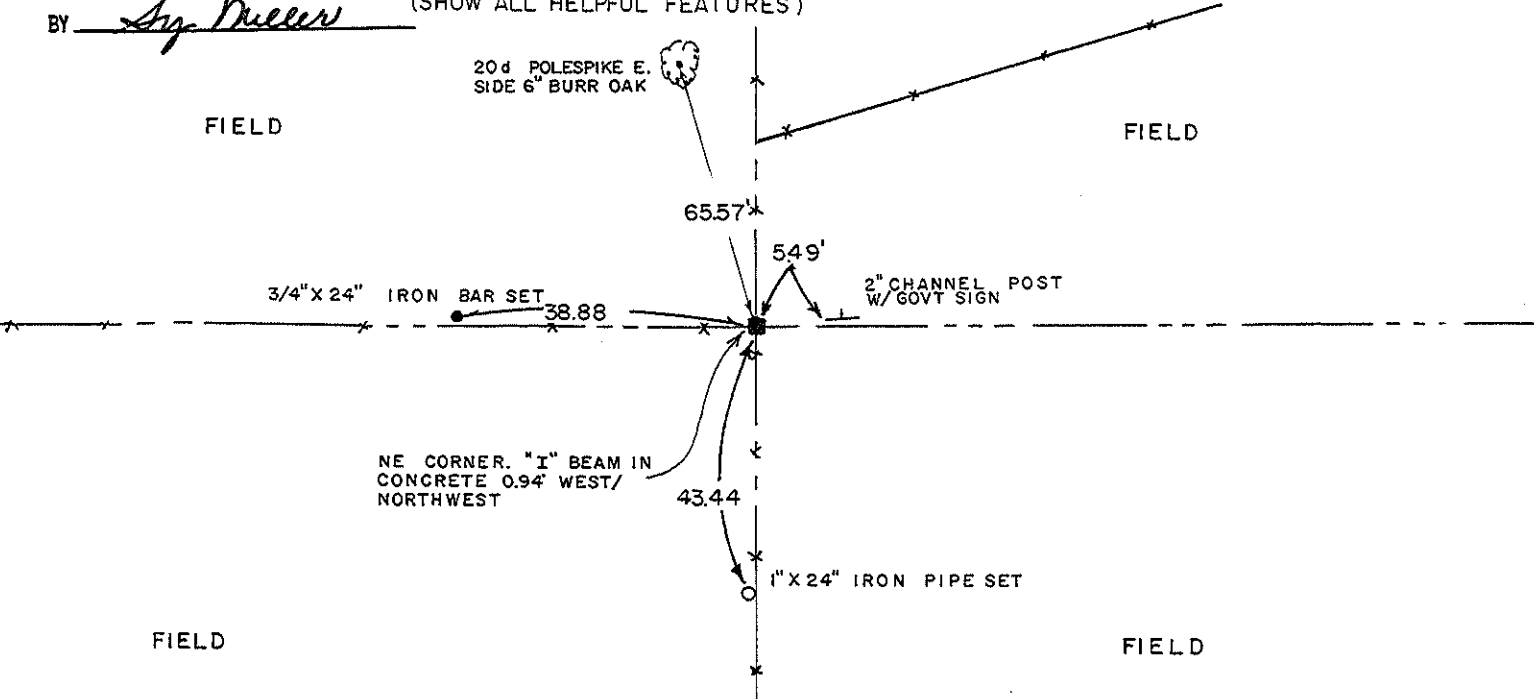 (SHOW ALL HELPFUL FEATURES)
BY Sy Miller
20d POLESPIKE E.
SIDE 6" BURR OAK
FIELD
FIELD
65.57'
5.49'
2" CHANNEL POST
W/GOVT SIGN
3/4" X 24" IRON BAR SET
38.88
NE CORNER. "I" BEAM IN
CONCRETE 0.94' WEST/
NORTHWEST
43.44
1" X 24" IRON PIPE SET
FIELD
FIELD